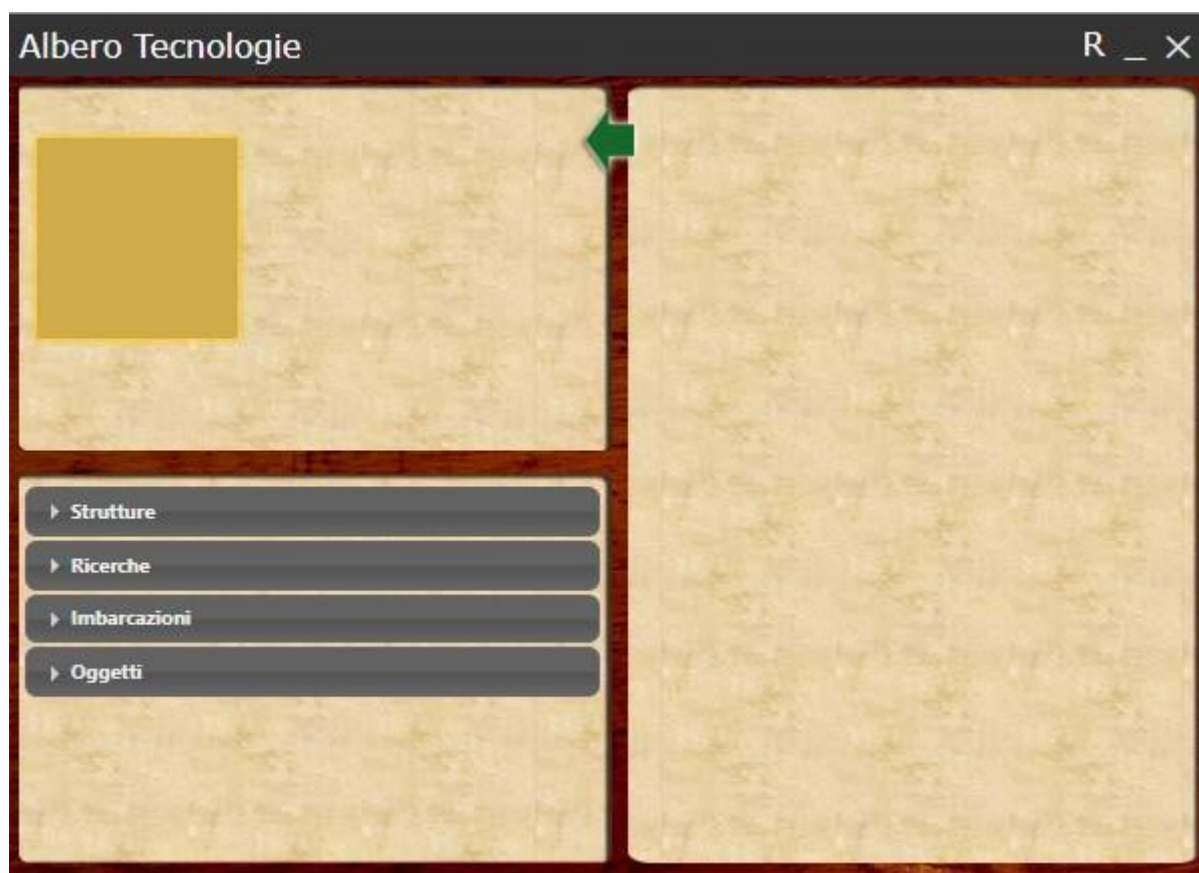 Albero Tecnologie
R _ ×
Strutture
Ricerche
Imbarcazioni
Oggetti